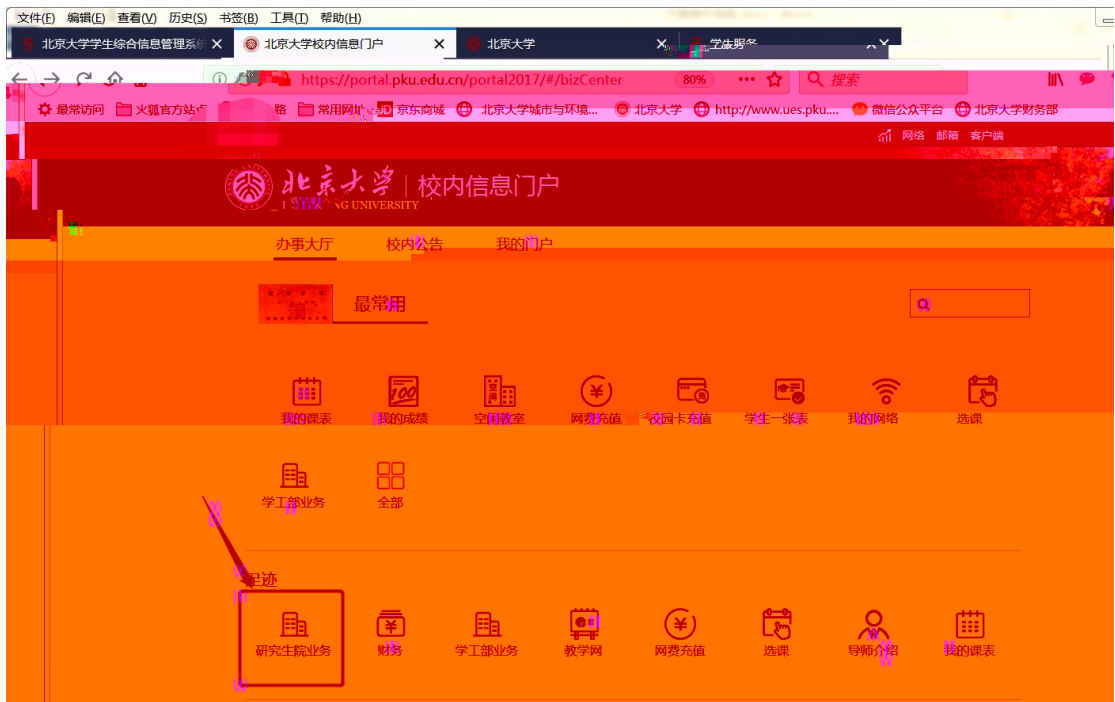 文件(F) 编辑(E) 查看(V) 历史(S) 书签(B) 工具(T) 帮助(H)
北京大学学生综合信息管理系统 北京大学校内信息门户 北京大学
https://portal.pku.edu.cn/portal2017/#/bizCenter 80% 搜索
最常访问 火狐官方站点 常用网址 JD 京东商城 北京大学城市与环境... 北京大学 http://www.ues.pku.... 微信公众平台 北京大学财务部
网络 邮箱 客户端
北京大学 校内信息门户
UNIVERSITY
办事大厅 校内公告 我的门户
最常用
100 空闲
我的课表 我的成绩 空闲教室 网费充值 校园卡充值 学生一张表 我的网络 选课
学工部业务 全部
足迹
研究生院业务 财务 学工部业务 教学网 网费充值 选课 导师介绍 我的课表